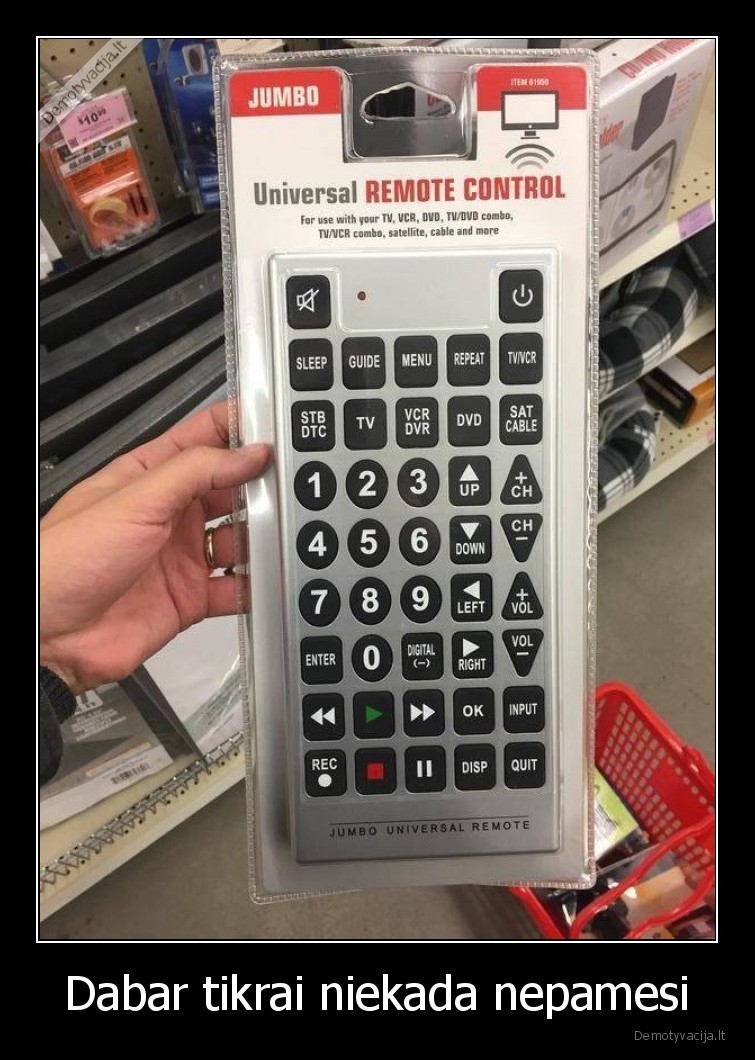 Demotyvacija.lt
$10⁹⁹
JUMBO
ITEM 61950
Universal REMOTE CONTROL
For use with your TV, VCR, DVD, TV/DVD combo,
TV/VCR combo, satellite, cable and more
SLEEP GUIDE MENU REPEAT TV/VCR
STB DTC TV VCR DVR DVD SAT CABLE
1 2 3 UP + CH
4 5 6 DOWN CH −
7 8 9 LEFT + VOL
ENTER 0 DIGITAL (−) RIGHT VOL −
OK INPUT
REC DISP QUIT
JUMBO UNIVERSAL REMOTE
Dabar tikrai niekada nepamesi
Demotyvacija.lt